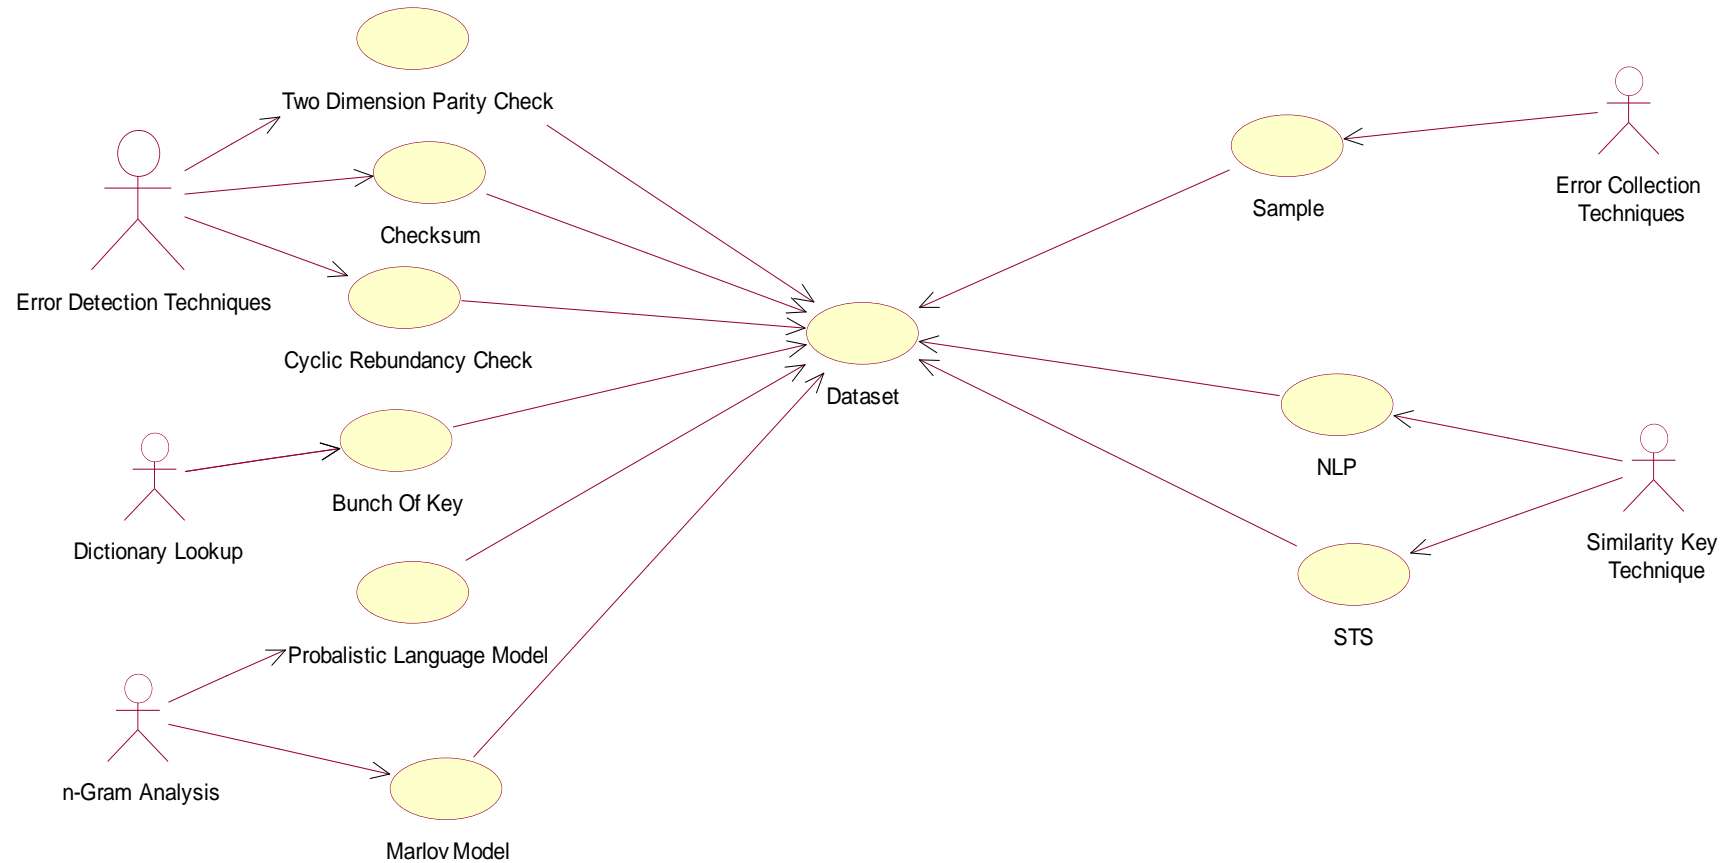 Two Dimension Parity Check
Checksum
Error Detection Techniques
Cyclic Rebundancy Check
Bunch Of Key
Dictionary Lookup
Probalistic Language Model
n-Gram Analysis
Marlov Model
Dataset
Sample
Error Collection
Techniques
NLP
Similarity Key
Technique
STS